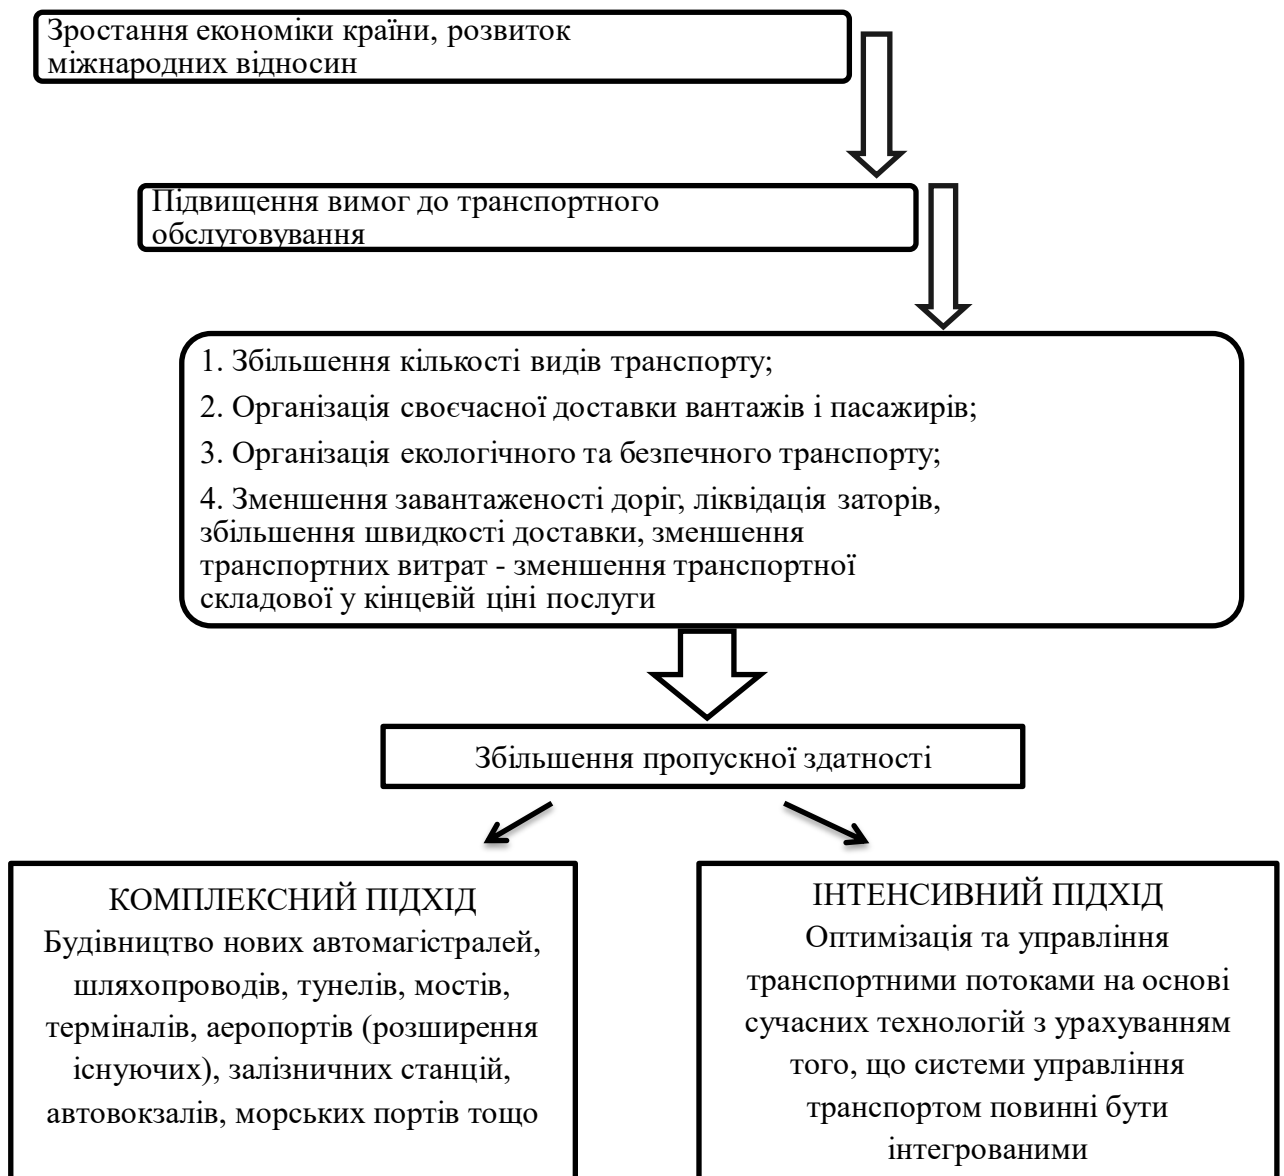 Зростання економіки країни, розвиток
міжнародних відносин
Підвищення вимог до транспортного
обслуговування
1. Збільшення кількості видів транспорту;
2. Організація своєчасної доставки вантажів і пасажирів;
3. Організація екологічного та безпечного транспорту;
4. Зменшення завантаженості доріг, ліквідація заторів,
збільшення швидкості доставки, зменшення
транспортних витрат - зменшення транспортної
складової у кінцевій ціні послуги
Збільшення пропускної здатності
КОМПЛЕКСНИЙ ПІДХІД
Будівництво нових автомагістралей,
шляхопроводів, тунелів, мостів,
терміналів, аеропортів (розширення
існуючих), залізничних станцій,
автовокзалів, морських портів тощо
ІНТЕНСИВНИЙ ПІДХІД
Оптимізація та управління
транспортними потоками на основі
сучасних технологій з урахуванням
того, що системи управління
транспортом повинні бути
інтегрованими